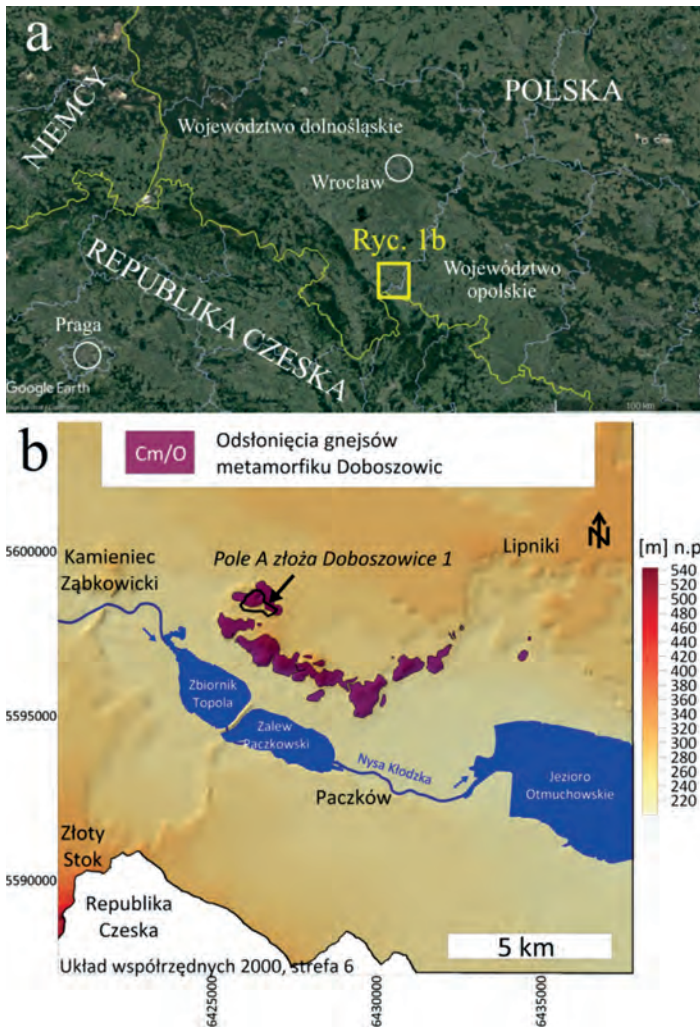 a
NIEMCY
POLSKA
Województwo dolnośląskie
Wrocław
Ryc. 1b
Województwo
opolskie
REPUBLIKA CZESKA
Praga
Google Earth
100 km
b
Cm/O
Odsłonięcia gnejsów
metamorfiku Doboszowic
N
[m] n.p.
540
520
500
480
460
440
420
400
380
360
340
320
300
280
260
240
220
5600000
5595000
5590000
Kamieniec
Ząbkowicki
Pole A złoża Doboszowice 1
Lipniki
Zbiornik
Topola
Zalew
Paczkowski
Nysa Kłodzka
Jezioro
Otmuchowskie
Paczków
Złoty
Stok
Republika
Czeska
5 km
Układ współrzędnych 2000, strefa 6
6425000
6430000
6435000